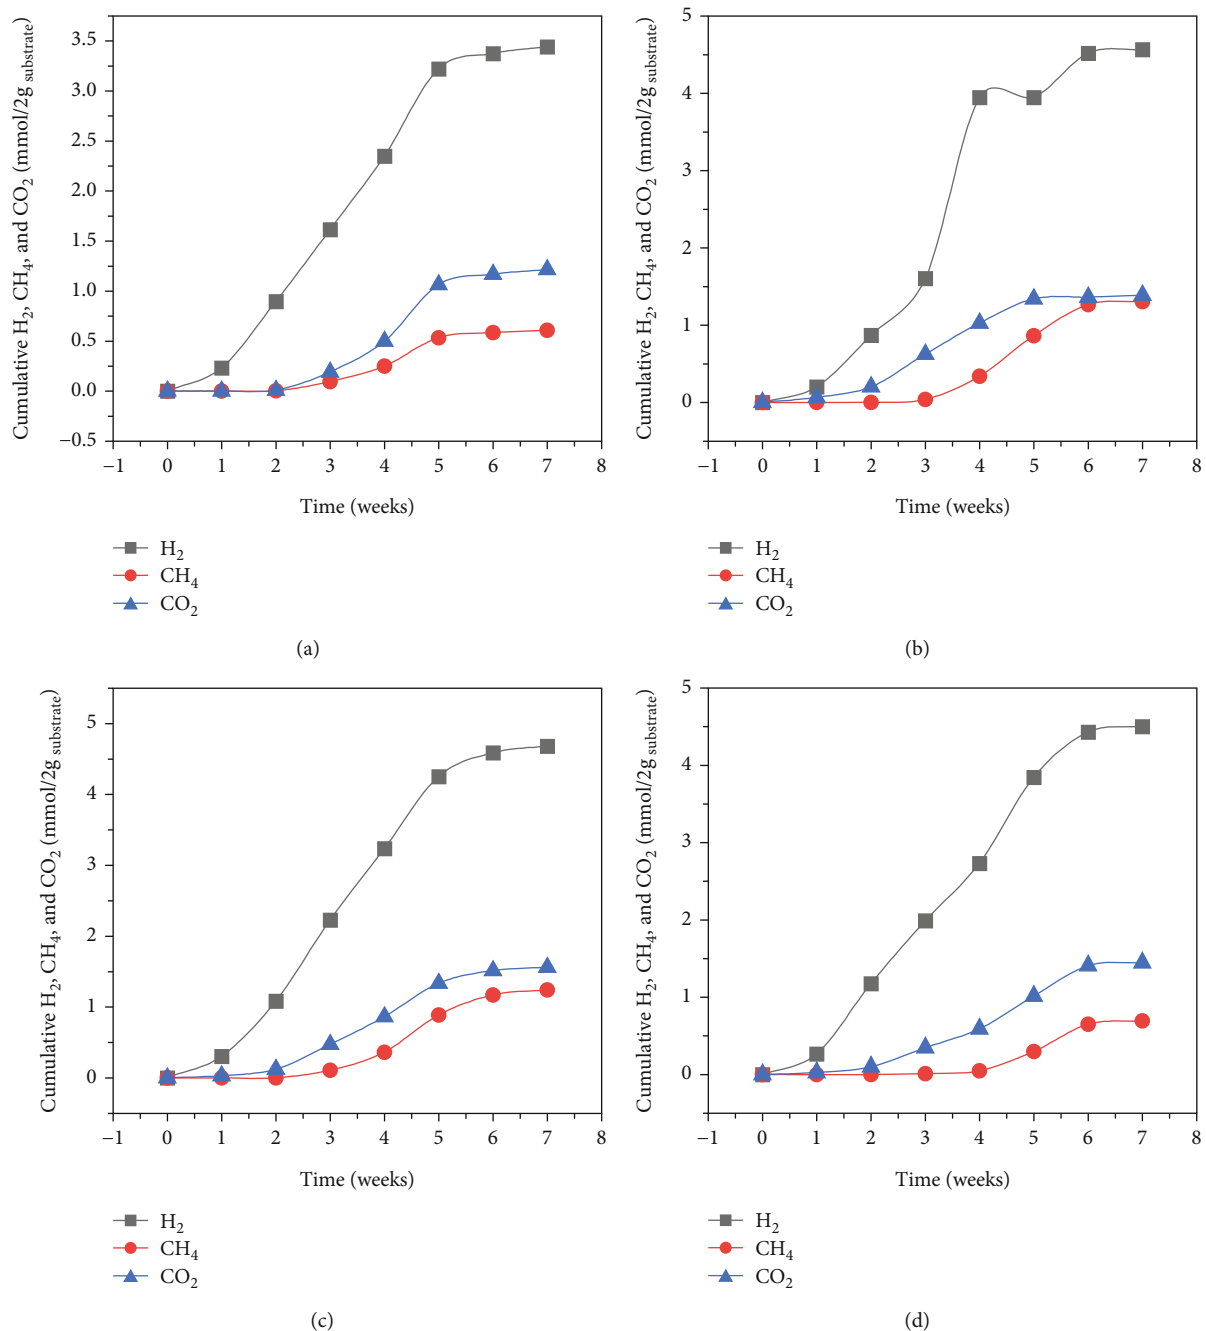 Cumulative H2, CH4, and CO2 (mmol/2g substrate)
3.5
3.0
2.5
2.0
1.5
1.0
0.5
0.0
−0.5
−1 0 1 2 3 4 5 6 7 8
Time (weeks)
H2
CH4
CO2
(a)
Cumulative H2, CH4, and CO2 (mmol/2g substrate)
5
4
3
2
1
0
−1 0 1 2 3 4 5 6 7 8
Time (weeks)
H2
CH4
CO2
(b)
Cumulative H2, CH4, and CO2 (mmol/2g substrate)
5
4
3
2
1
0
−1 0 1 2 3 4 5 6 7 8
Time (weeks)
H2
CH4
CO2
(c)
Cumulative H2, CH4, and CO2 (mmol/2g substrate)
5
4
3
2
1
0
−1 0 1 2 3 4 5 6 7 8
Time (weeks)
H2
CH4
CO2
(d)